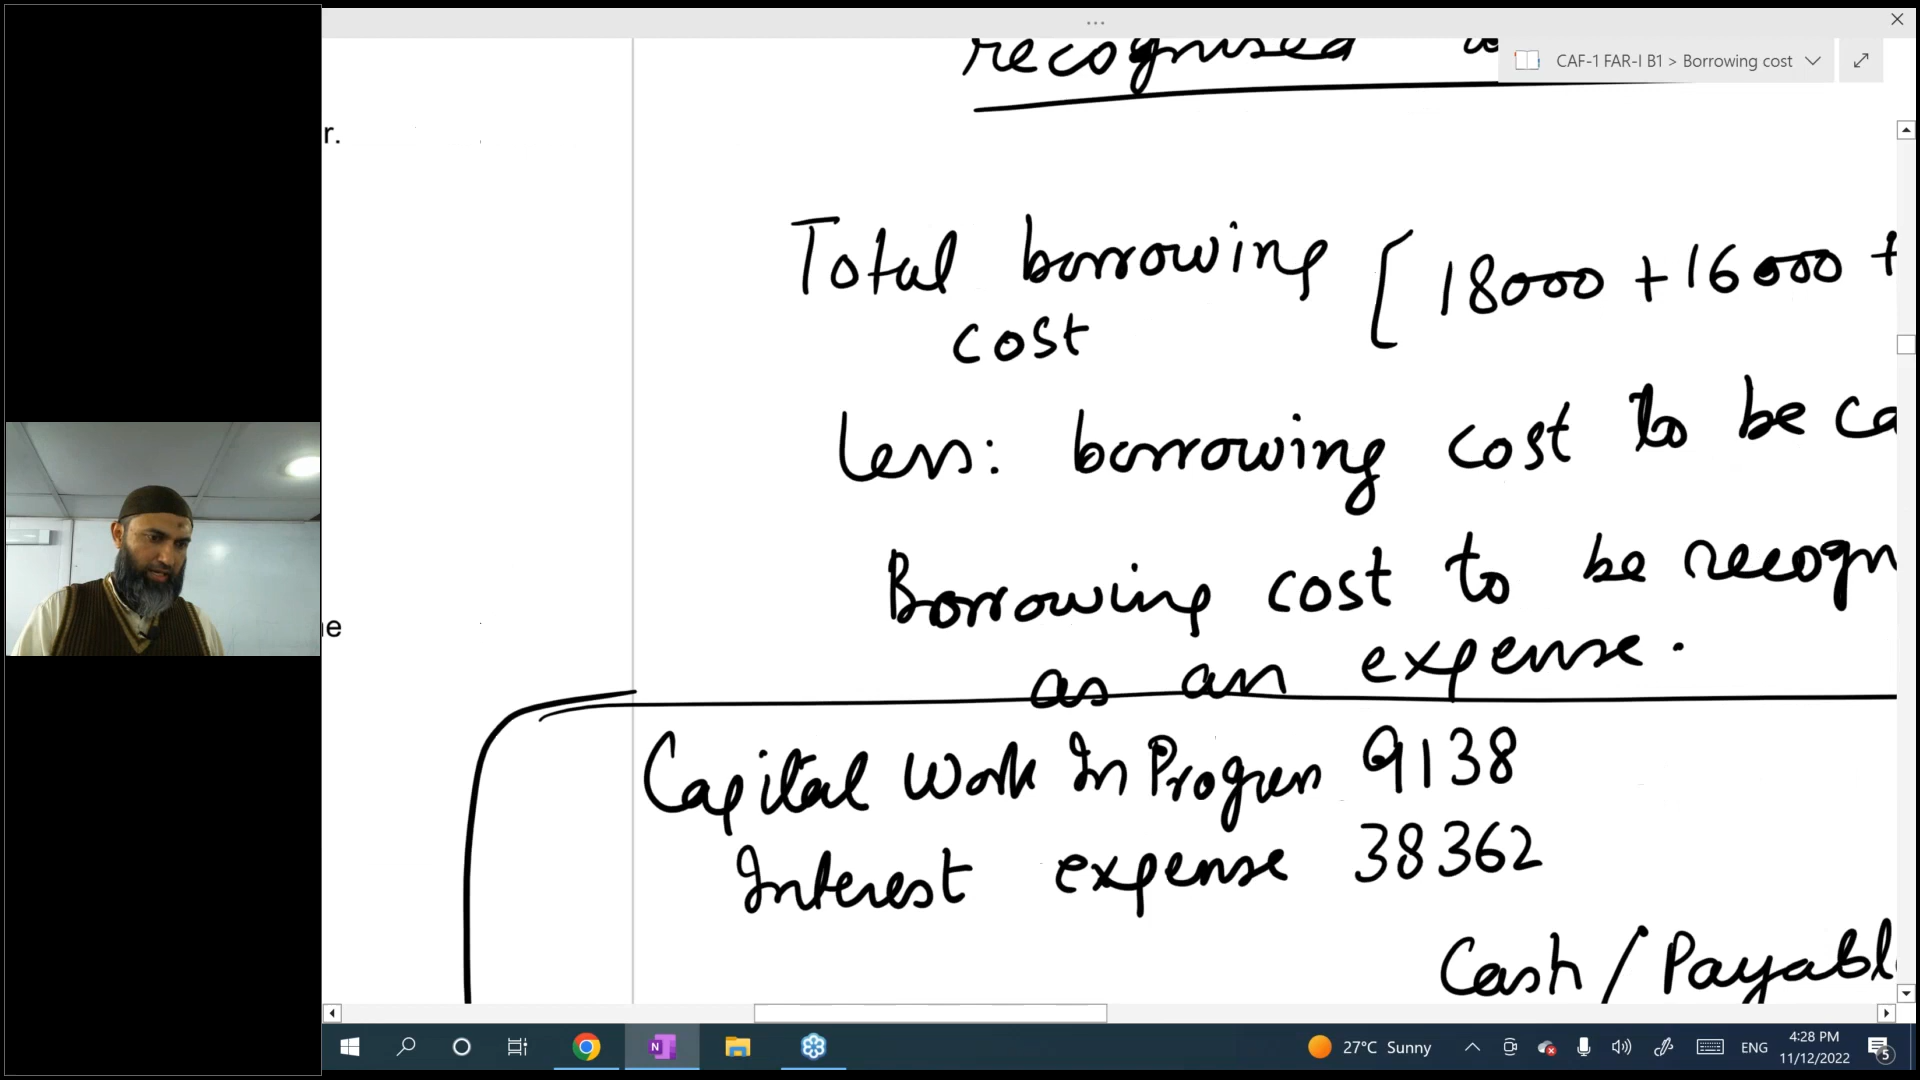 recognised
CAF-1 FAR-I B1 > Borrowing cost
r.
Total borrowing [ 18000 + 16000 +
cost
Less: borrowing cost to be ca
Borrowing cost to be recogn
ne
as an expense.
Capital Work In Progress 9138
Interest expense 38362
Cash / Payabl
27°C Sunny
ENG
4:28 PM
11/12/2022
5